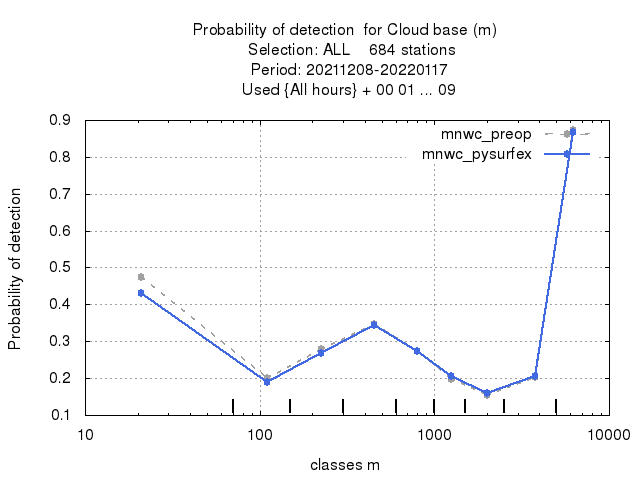 Probability of detection  for Cloud base (m)
Selection: ALL    684 stations
Period: 20211208-20220117
Used {All hours} + 00 01 ... 09
mnwc_preop
mnwc_pysurfex
Probability of detection
0.9
0.8
0.7
0.6
0.5
0.4
0.3
0.2
0.1
10 100 1000 10000
classes m